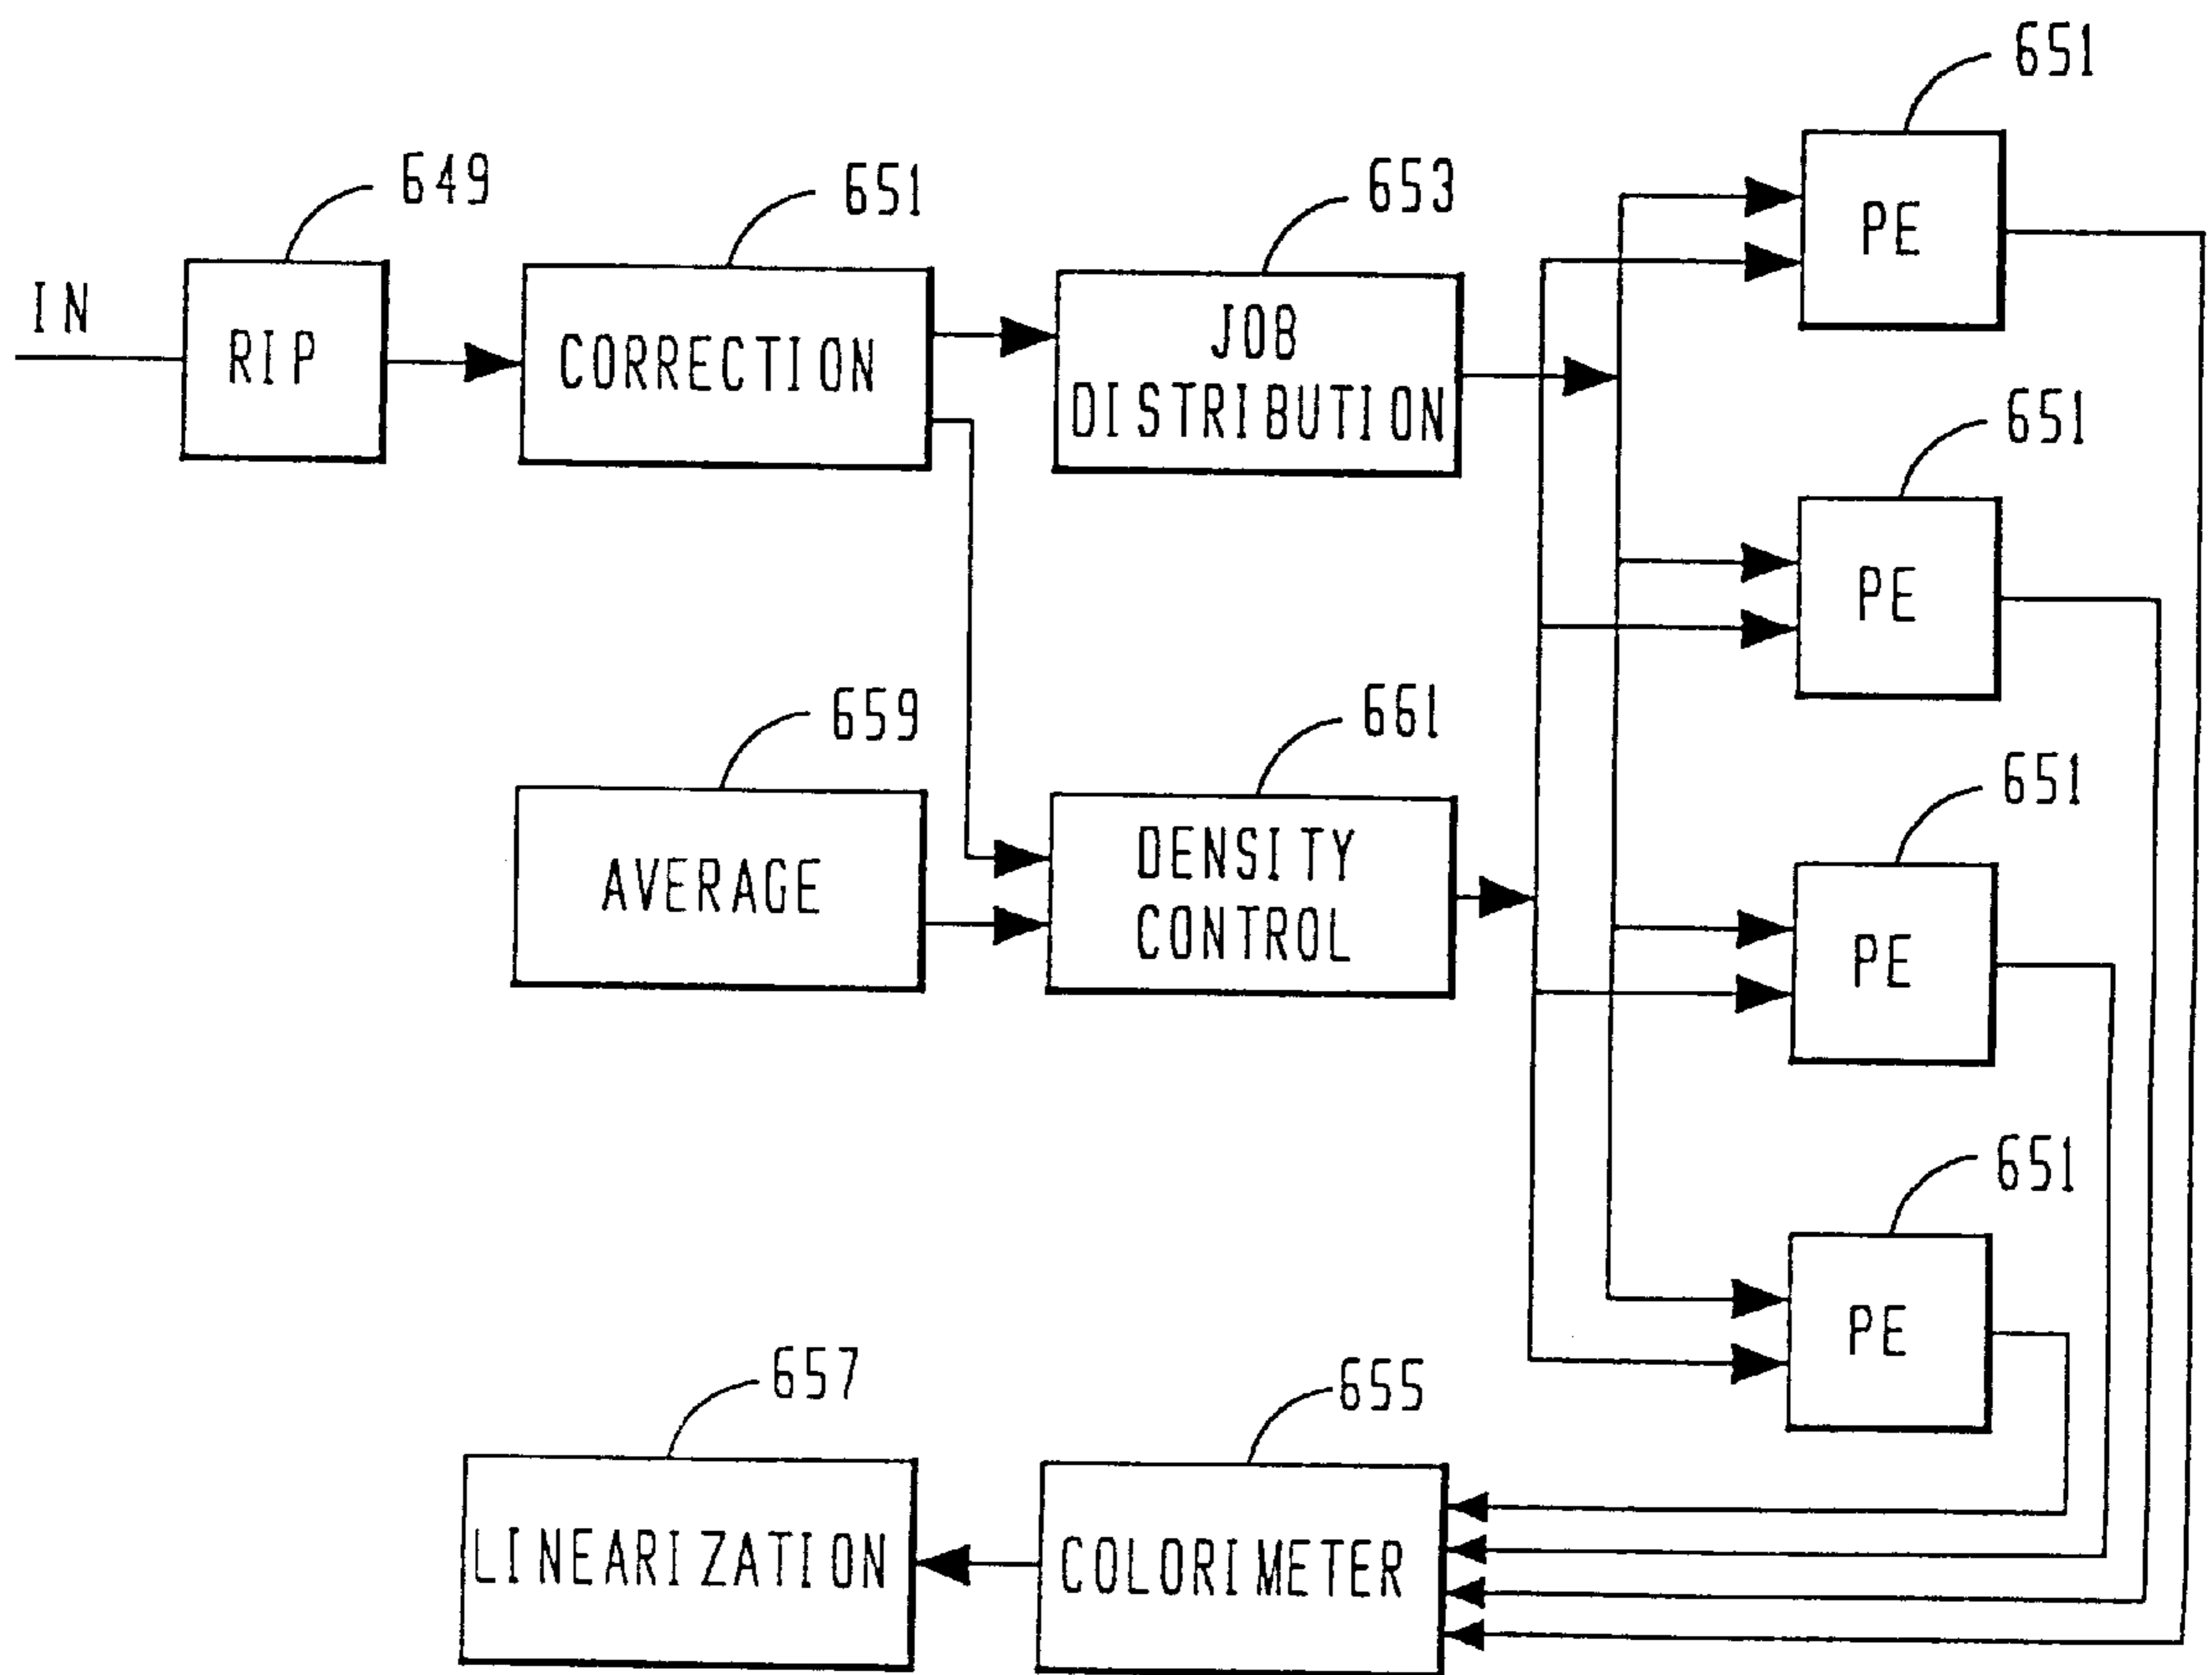 651
649
651
653
IN
RIP
CORRECTION
JOB
DISTRIBUTION
PE
651
PE
659
661
651
AVERAGE
DENSITY
CONTROL
PE
651
PE
657
655
LINEARIZATION
COLORIMETER